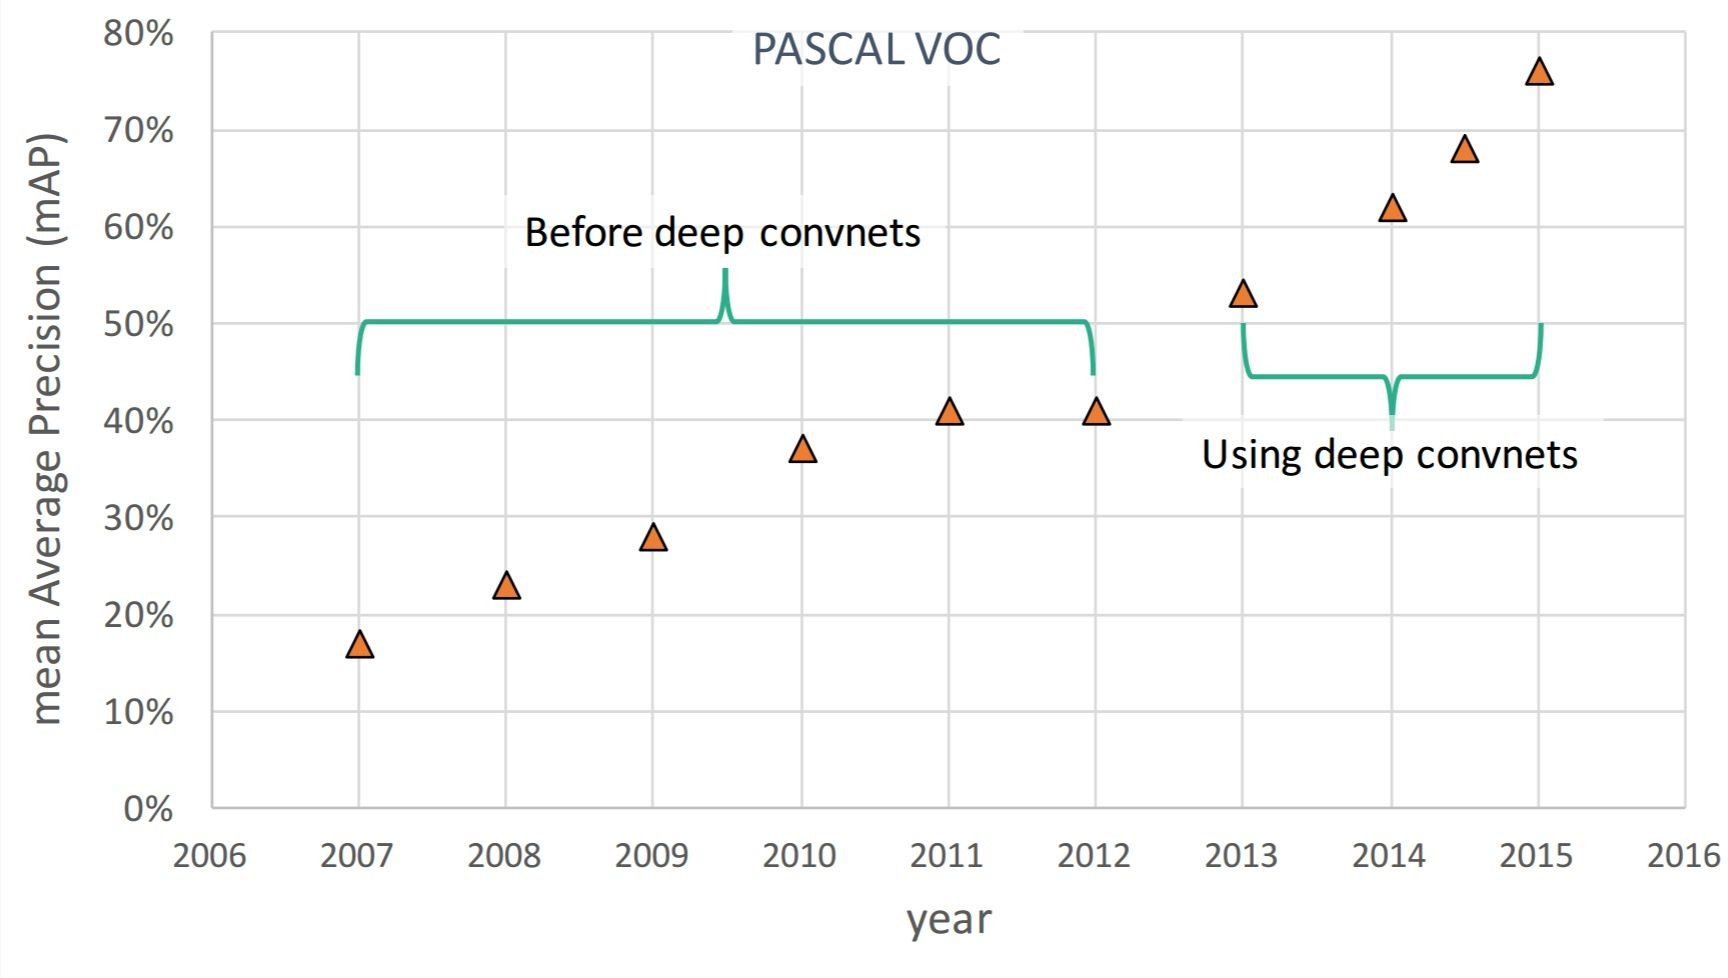 PASCAL VOC
mean Average Precision (mAP)
80%
70%
60%
50%
40%
30%
20%
10%
0%
Before deep convnets
Using deep convnets
2006 2007 2008 2009 2010 2011 2012 2013 2014 2015 2016
year